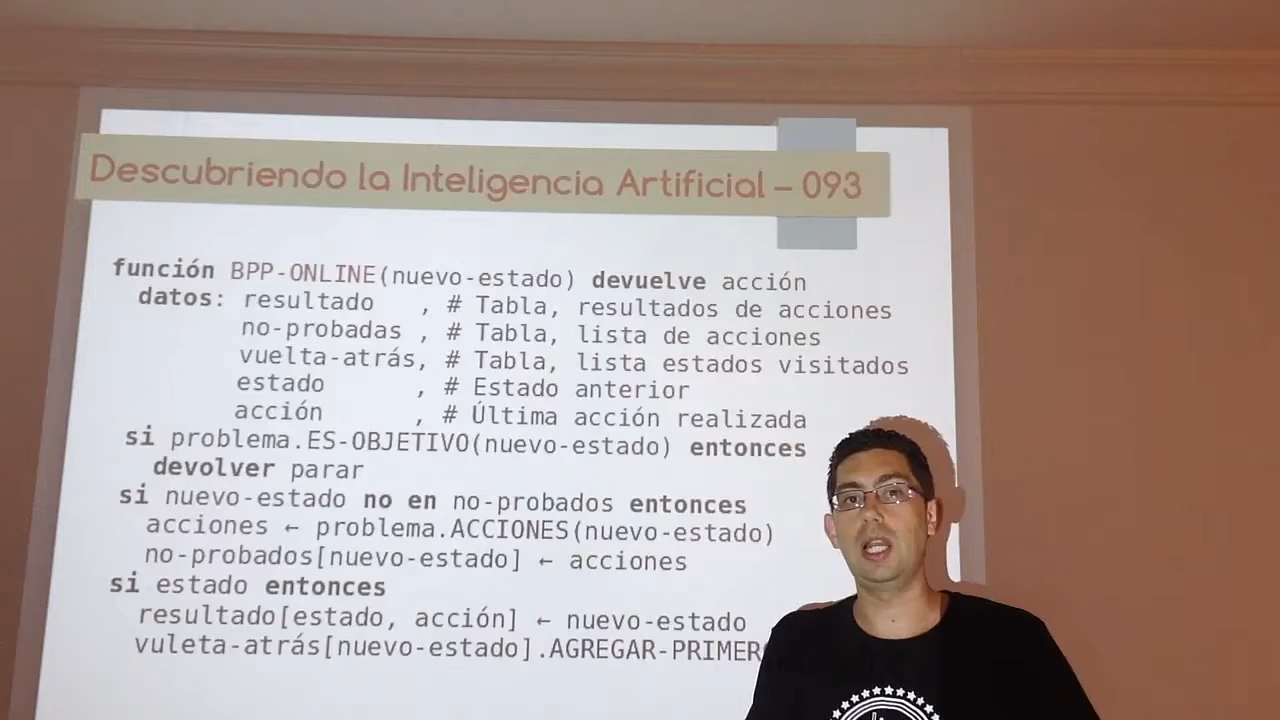 Descubriendo la Inteligencia Artificial – 093
función BPP-ONLINE(nuevo-estado) devuelve acción
datos: resultado , # Tabla, resultados de acciones
no-probadas , # Tabla, lista de acciones
vuelta-atrás, # Tabla, lista estados visitados
estado , # Estado anterior
acción , # Última acción realizada
si problema.ES-OBJETIVO(nuevo-estado) entonces
devolver parar
si nuevo-estado no en no-probados entonces
acciones ← problema.ACCIONES(nuevo-estado)
no-probados[nuevo-estado] ← acciones
si estado entonces
resultado[estado, acción] ← nuevo-estado
vuleta-atrás[nuevo-estado].AGREGAR-PRIMER